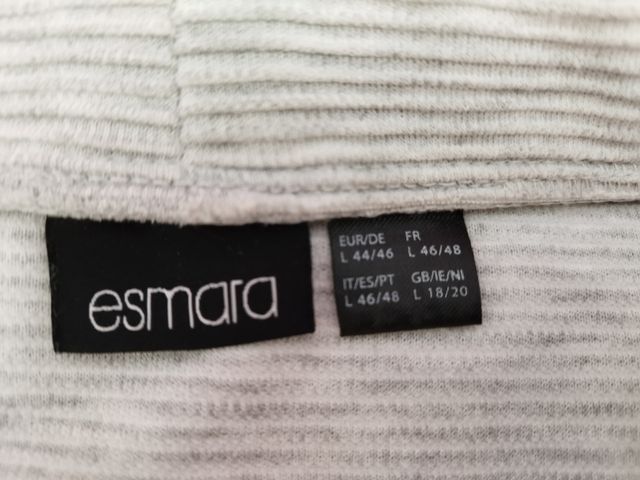 esmara
EUR/DE FR
L 44/46 L 46/48
IT/ES/PT GB/IE/NI
L 46/48 L 18/20